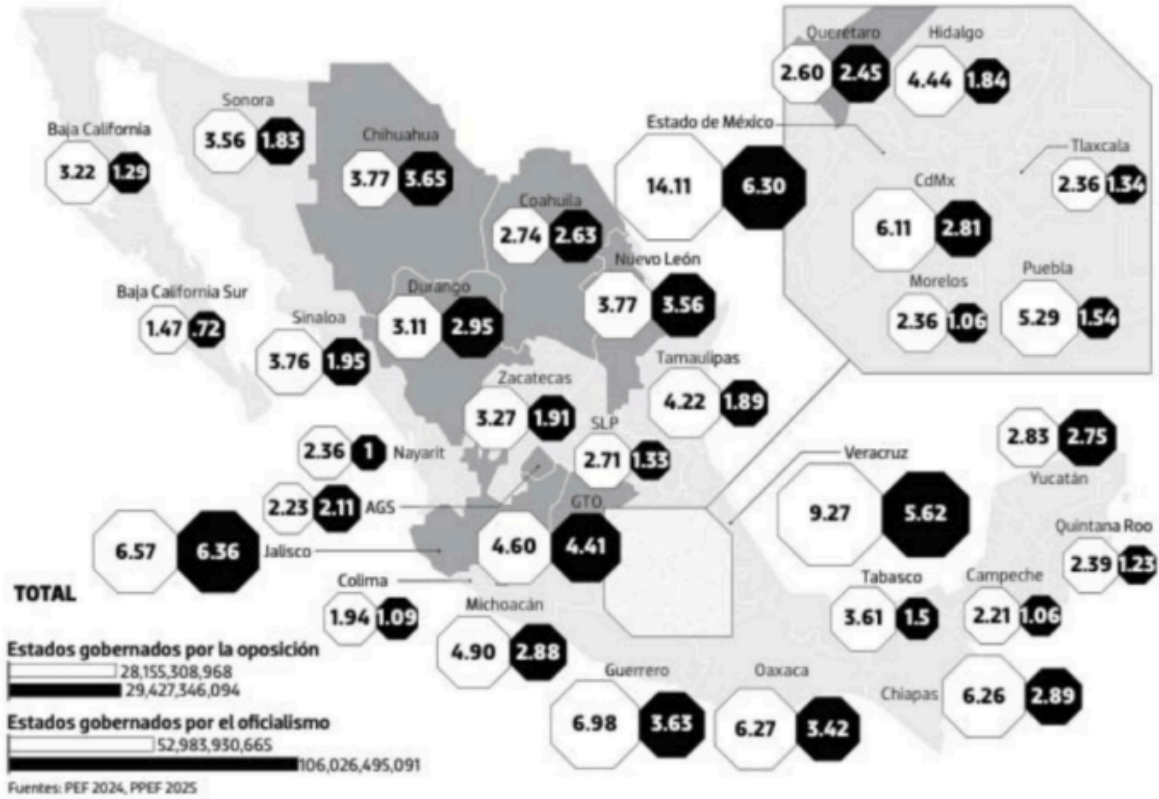 Querétaro
2.60 2.45
Hidalgo
4.44 1.84
Sonora
3.56 1.83
Baja California
3.22 1.29
Chihuahua
3.77 3.65
Estado de México
14.11 6.30
Tlaxcala
2.36 1.34
CdMx
6.11 2.81
Coahuila
2.74 2.63
Nuevo León
3.77 3.56
Morelos
2.36 1.06
Puebla
5.29 1.54
Baja California Sur
1.47 .72
Sinaloa
3.76 1.95
Durango
3.11 2.95
Tamaulipas
4.22 1.89
Zacatecas
3.27 1.91
SLP
2.71 1.33
2.36 1 Nayarit
2.83 2.75
Yucatán
Veracruz
9.27 5.62
2.23 2.11 AGS
GTO
4.60 4.41
6.57 6.36 Jalisco
Quintana Roo
2.39 1.23
Colima
1.94 1.09
Michoacán
4.90 2.88
Tabasco
3.61 1.5
Campeche
2.21 1.06
Guerrero
6.98 3.63
Oaxaca
6.27 3.42
Chiapas 6.26 2.89
TOTAL
Estados gobernados por la oposición
28,155,308,968
29,427,346,094
Estados gobernados por el oficialismo
52,983,930,665
106,026,495,091
Fuentes: PEF 2024, PPEF 2025